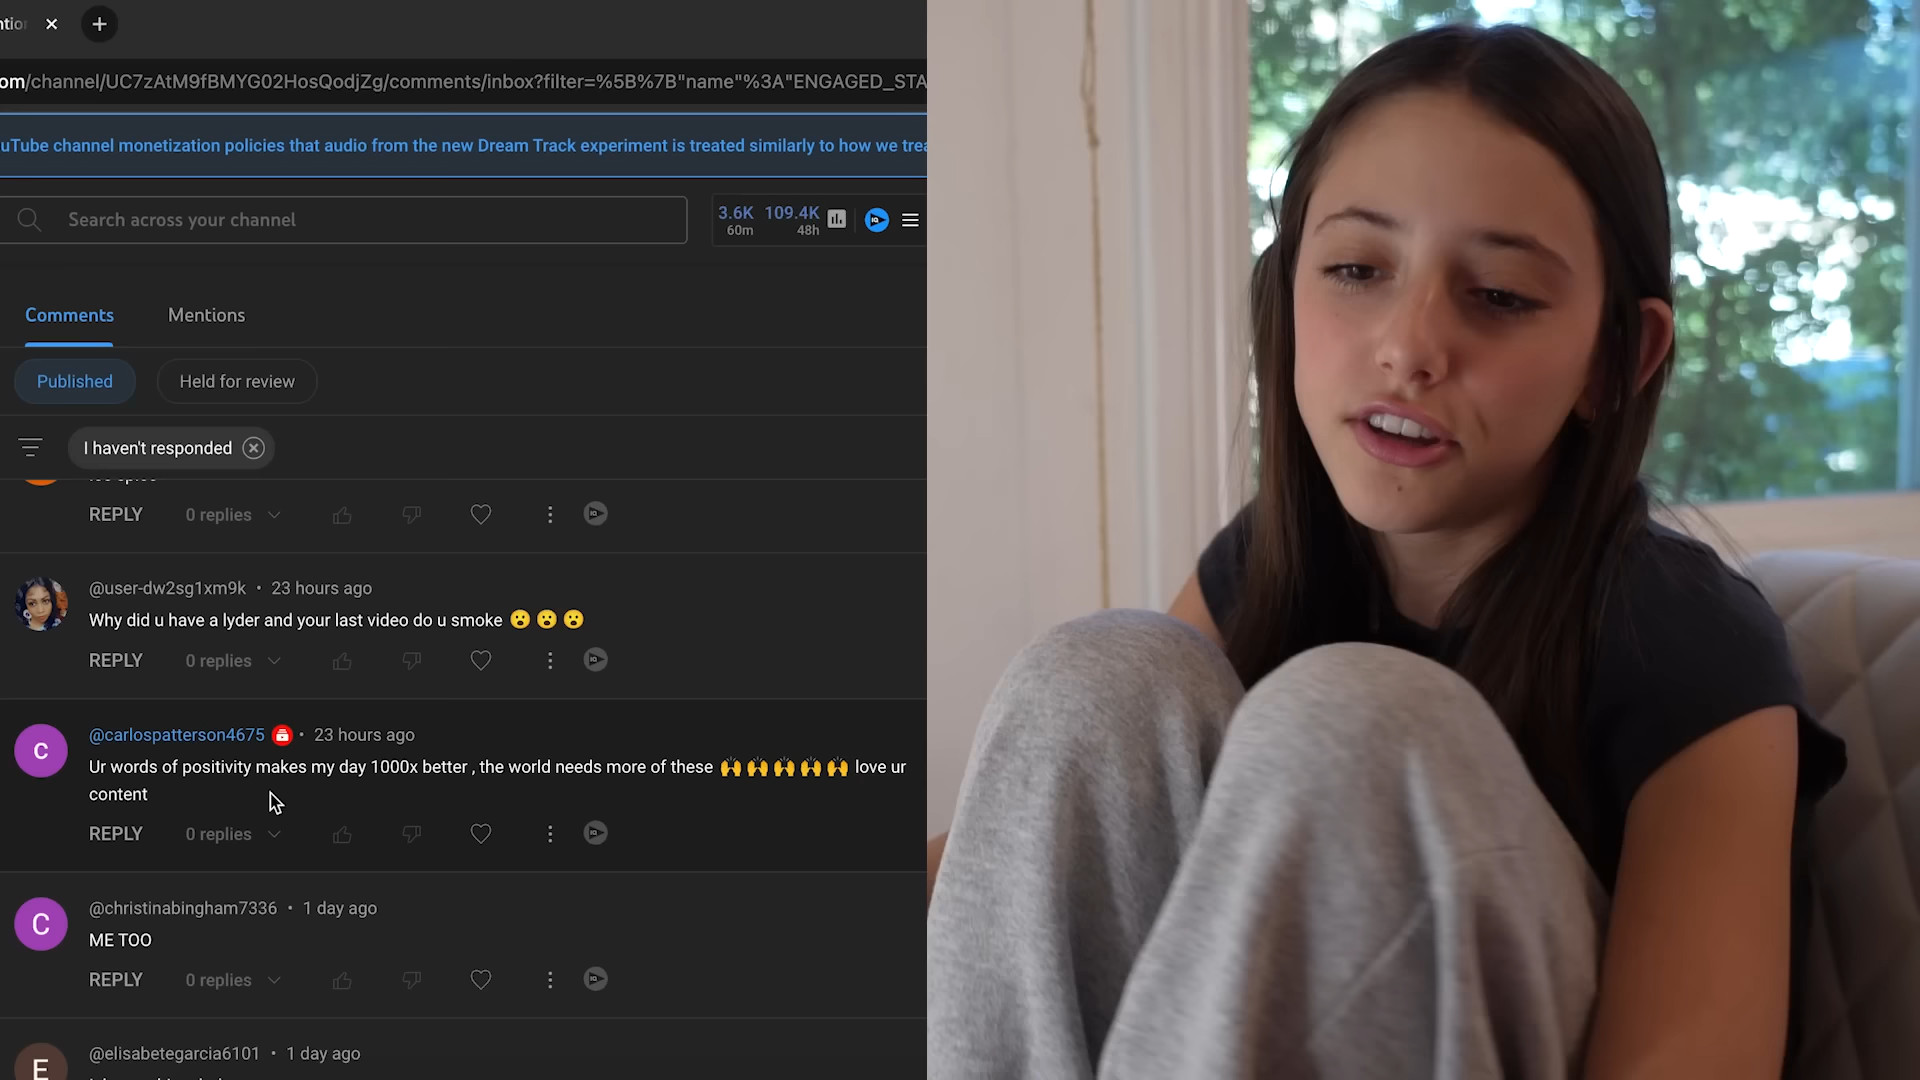 om/channel/UC7zAtM9fBMYG02HosQodjZg/comments/inbox?filter=%5B%7B"name"%3A"ENGAGED_STA
uTube channel monetization policies that audio from the new Dream Track experiment is treated similarly to how we trea
Search across your channel
3.6K 109.4K
60m 48h
Comments Mentions
Published Held for review
I haven't responded
REPLY 0 replies
@user-dw2sg1xm9k • 23 hours ago
Why did u have a lyder and your last video do u smoke 😮 😮 😮
REPLY 0 replies
@carlospatterson4675 • 23 hours ago
Ur words of positivity makes my day 1000x better , the world needs more of these 🙌 🙌 🙌 🙌 🙌 love ur
content
REPLY 0 replies
C
@christinabingham7336 • 1 day ago
ME TOO
C
REPLY 0 replies
@elisabetegarcia6101 • 1 day ago
E